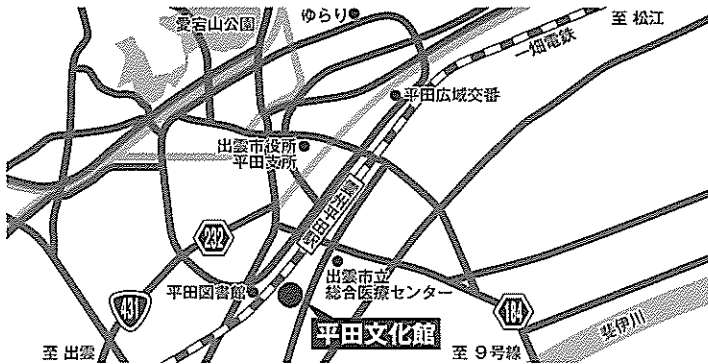 愛宕山公園
ゆらり
至 松江
一畑電鉄
平田広域交番
出雲市役所
平田支所
雲州平田駅
232
平田図書館
出雲市立
総合医療センター
431
184
平田文化館
斐伊川
至 出雲
至 9号線